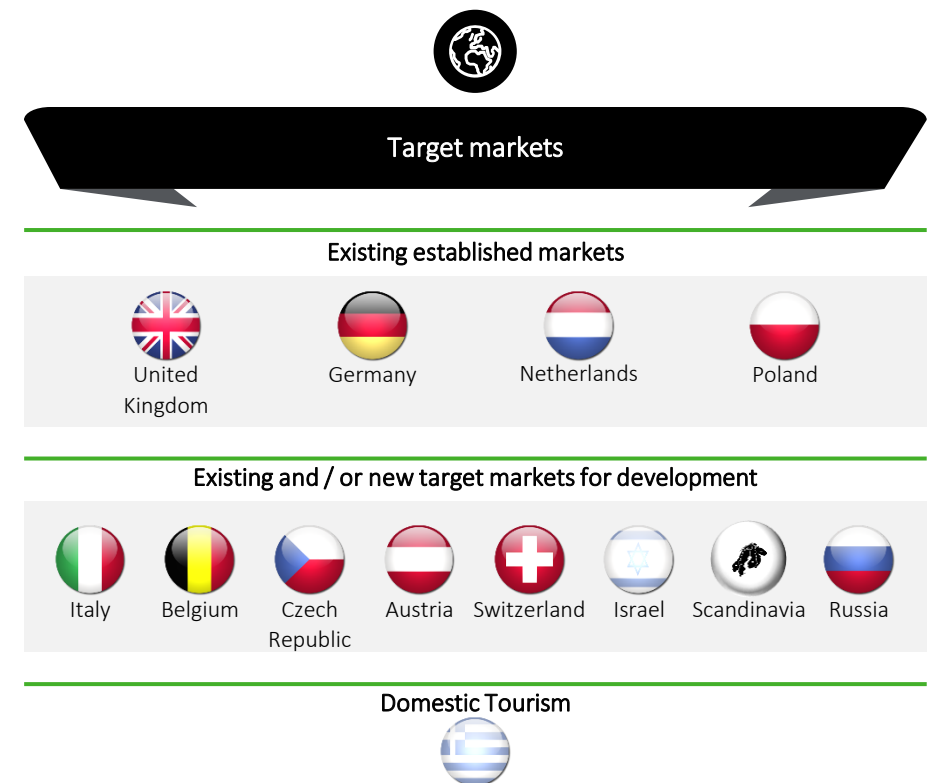 Target markets
Existing established markets
United Kingdom
Germany
Netherlands
Poland
Existing and / or new target markets for development
Italy
Belgium
Czech Republic
Austria
Switzerland
Israel
Scandinavia
Russia
Domestic Tourism